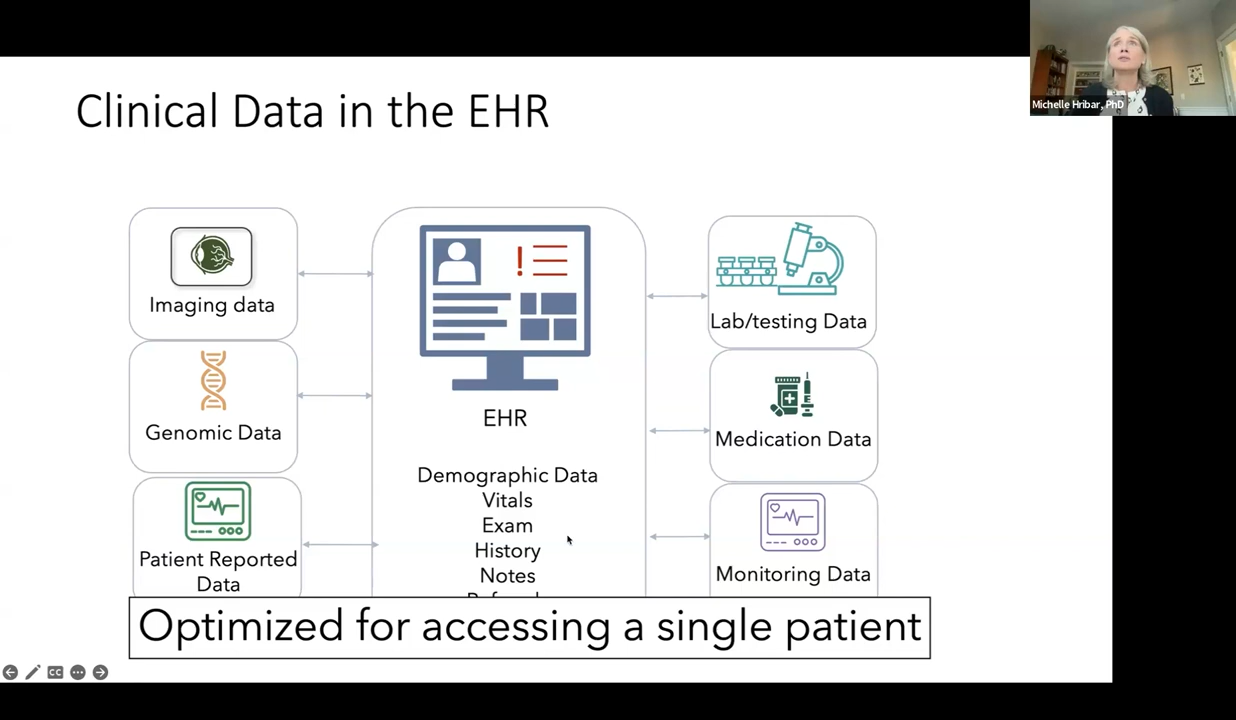 Clinical Data in the EHR
Michelle Hribar, PhD
Imaging data
Genomic Data
Patient Reported
Data
EHR
Demographic Data
Vitals
Exam
History
Notes
Lab/testing Data
Medication Data
Monitoring Data
Optimized for accessing a single patient
CC